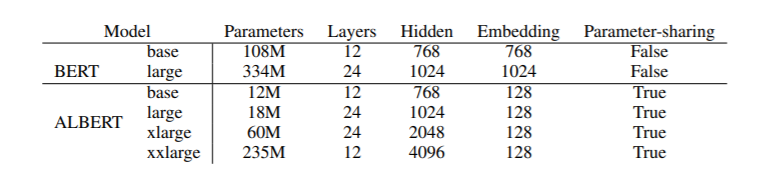 Model Parameters Layers Hidden Embedding Parameter-sharing
base 108M 12 768 768 False
BERT large 334M 24 1024 1024 False
base 12M 12 768 128 True
large 18M 24 1024 128 True
ALBERT
xlarge 60M 24 2048 128 True
xxlarge 235M 12 4096 128 True